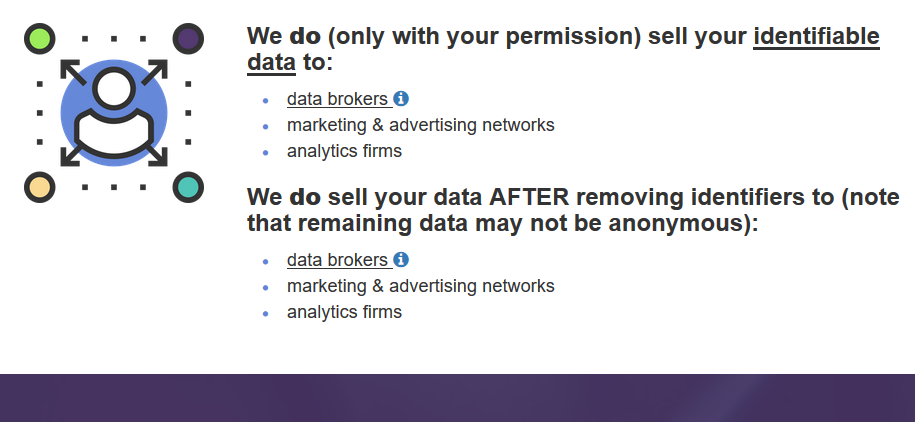 We do (only with your permission) sell your identifiable
data to:
data brokers
marketing & advertising networks
analytics firms
We do sell your data AFTER removing identifiers to (note
that remaining data may not be anonymous):
data brokers
marketing & advertising networks
analytics firms